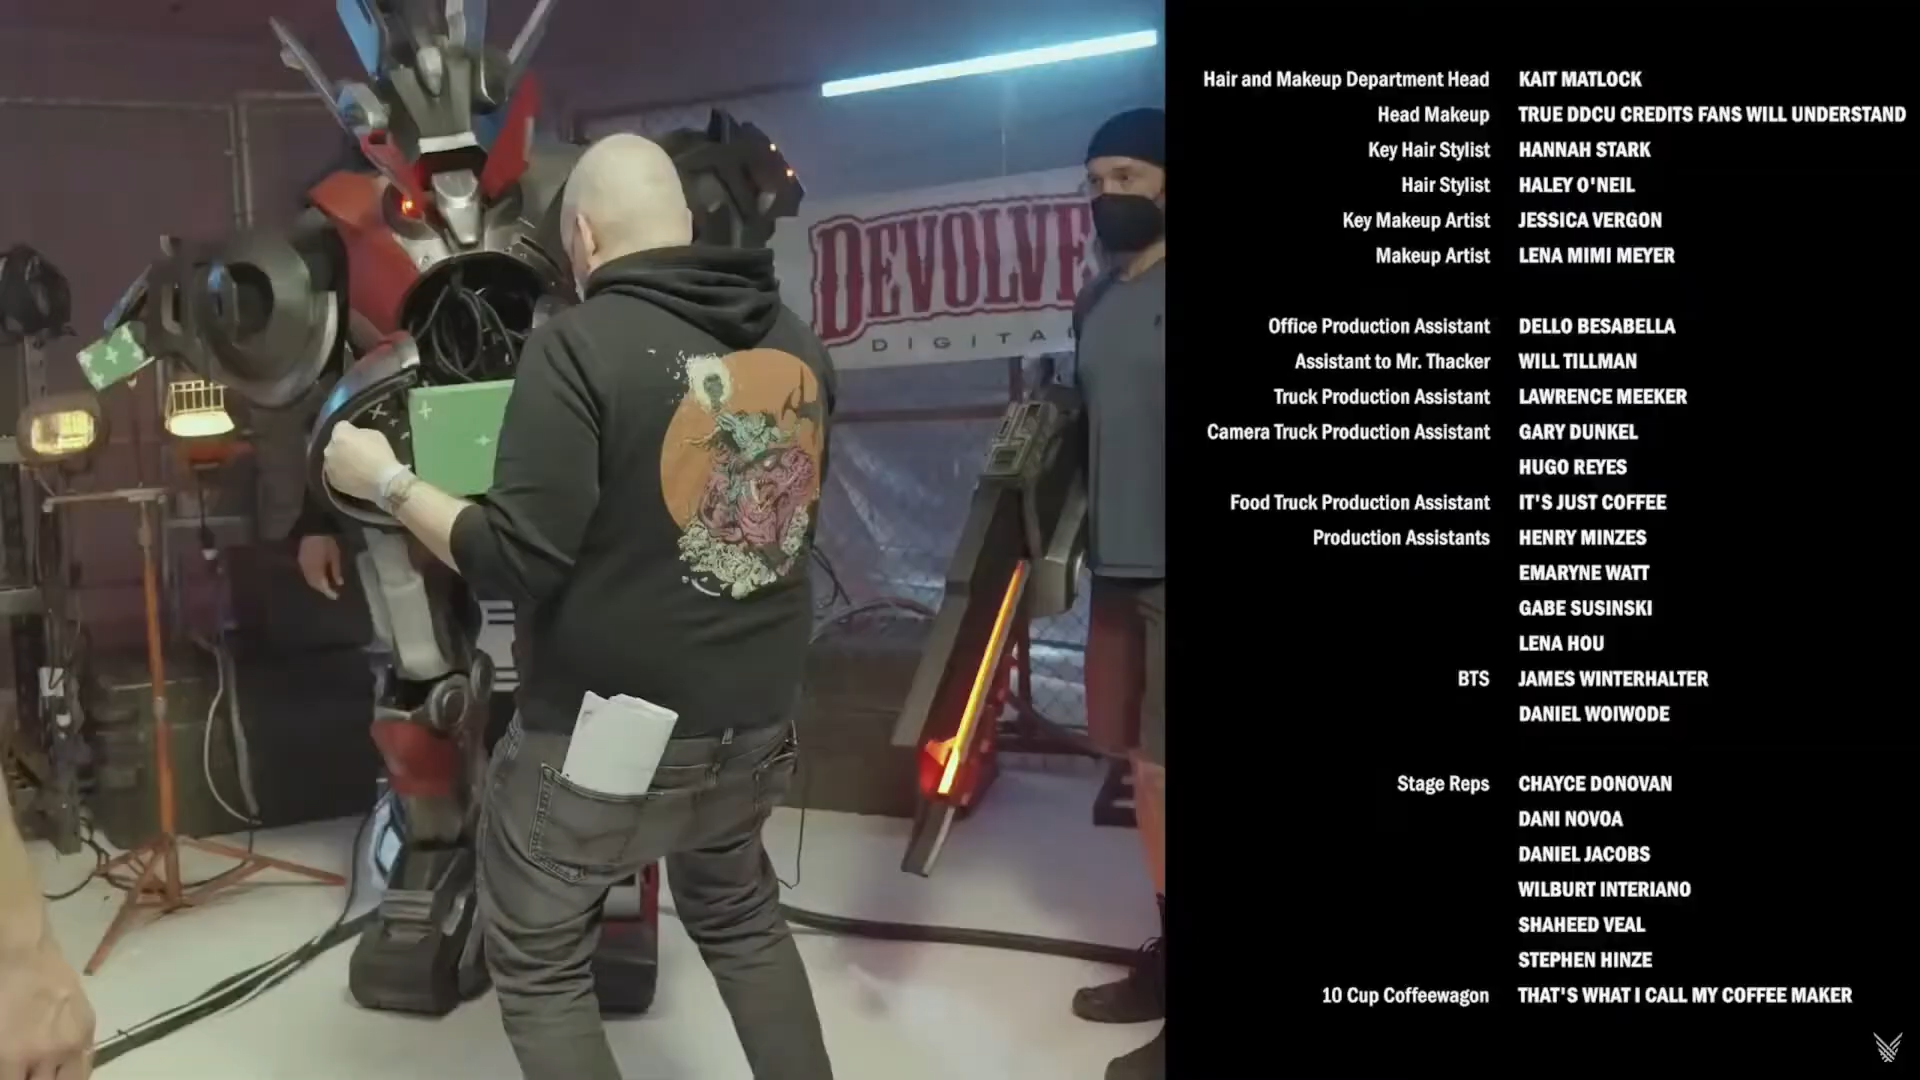 DEVOLVE
DIGITA
Hair and Makeup Department Head KAIT MATLOCK
Head Makeup TRUE DDCU CREDITS FANS WILL UNDERSTAND
Key Hair Stylist HANNAH STARK
Hair Stylist HALEY O'NEIL
Key Makeup Artist JESSICA VERGON
Makeup Artist LENA MIMI MEYER
Office Production Assistant DELLO BESABELLA
Assistant to Mr. Thacker WILL TILLMAN
Truck Production Assistant LAWRENCE MEEKER
Camera Truck Production Assistant GARY DUNKEL
HUGO REYES
Food Truck Production Assistant IT'S JUST COFFEE
Production Assistants HENRY MINZES
EMARYNE WATT
GABE SUSINSKI
LENA HOU
BTS JAMES WINTERHALTER
DANIEL WOIWODE
Stage Reps CHAYCE DONOVAN
DANI NOVOA
DANIEL JACOBS
WILBURT INTERIANO
SHAHEED VEAL
STEPHEN HINZE
10 Cup Coffeewagon THAT'S WHAT I CALL MY COFFEE MAKER